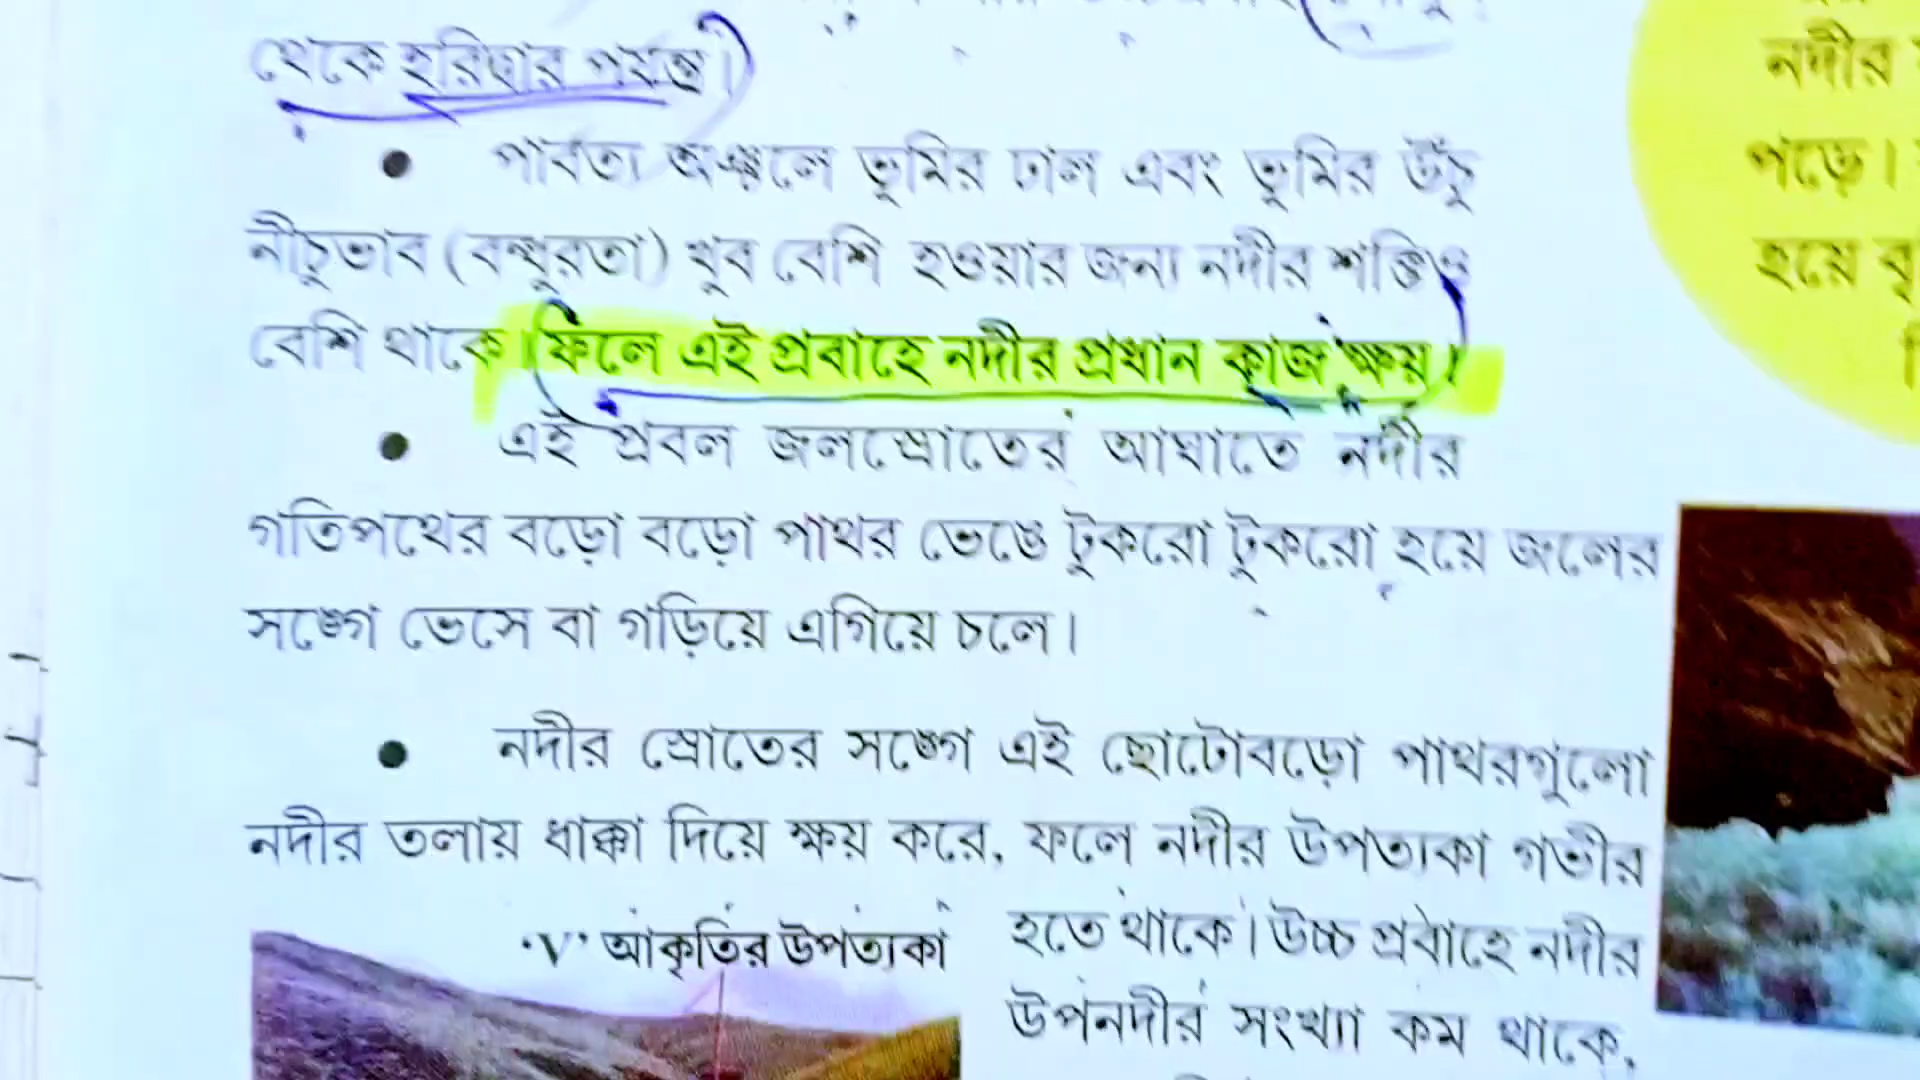 থেকে হরিদ্বার পর্যন্ত।
• পার্বত্য অঞ্চলে ভূমির ঢাল এবং ভূমির উঁচু
নীচুভাব (বন্ধুরতা) খুব বেশি হওয়ার জন্য নদীর শক্তিও
বেশি থাকে। ফলে এই প্রবাহে নদীর প্রধান কাজ ক্ষয়।
• এই প্রবল জলস্রোতের আঘাতে নদীর
গতিপথের বড়ো বড়ো পাথর ভেঙে টুকরো টুকরো হয়ে জলের
সঙ্গে ভেসে বা গড়িয়ে এগিয়ে চলে।
• নদীর স্রোতের সঙ্গে এই ছোটোবড়ো পাথরগুলো
নদীর তলায় ধাক্কা দিয়ে ক্ষয় করে, ফলে নদীর উপত্যকা গভীর
হতে থাকে। উচ্চ প্রবাহে নদীর
উপনদীর সংখ্যা কম থাকে,
'V' আকৃতির উপত্যকা
নদীর
পড়ে।
হয়ে